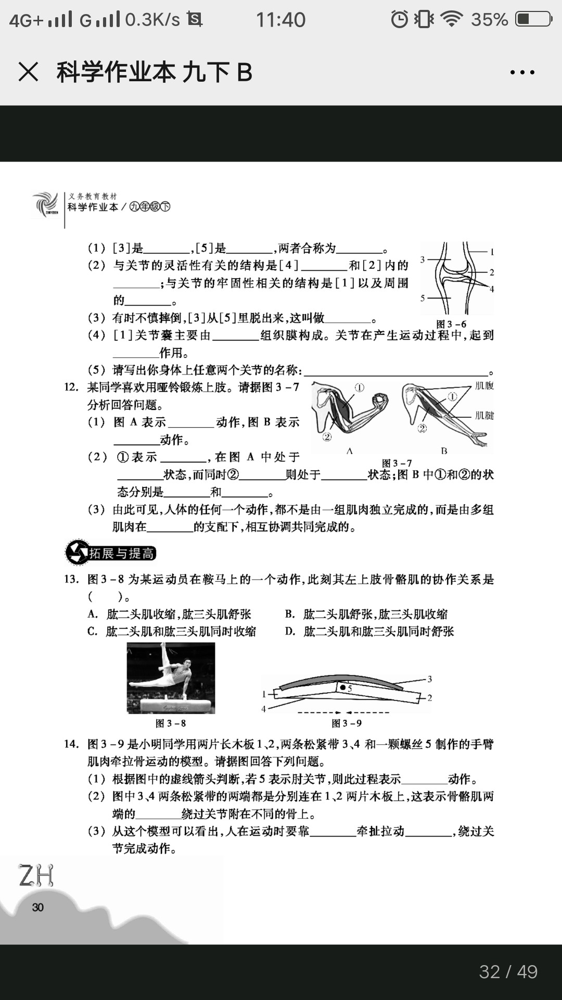 4G+ G 0.3K/s 11:40 35%
科学作业本 九下 B
义务教育教材
科学作业本/九年级下
(1) [3]是________,[5]是________,两者合称为________。
(2) 与关节的灵活性有关的结构是[4]________和[2]内的
________;与关节的牢固性相关的结构是[1]以及周围
的________。
(3) 有时不慎摔倒,[3]从[5]里脱出来,这叫做________。
(4) [1]关节囊主要由________组织膜构成。关节在产生运动过程中,起到
________作用。
(5) 请写出你身体上任意两个关节的名称:________________________________。
3
1
2
4
5
图3-6
12. 某同学喜欢用哑铃锻炼上肢。请据图3-7
分析回答问题。
(1) 图 A 表示________动作,图 B 表示
________动作。
(2) ①表示________,在图 A 中处于
________状态,而同时②________则处于________状态;图 B 中①和②的状
态分别是________和________。
(3) 由此可见,人体的任何一个动作,都不是由一组肌肉独立完成的,而是由多组
肌肉在________的支配下,相互协调共同完成的。
①
②
A
肌腹
①
肌腱
②
B
图3-7
拓展与提高
13. 图3-8为某运动员在鞍马上的一个动作,此刻其左上肢骨骼肌的协作关系是
( )。
A. 肱二头肌收缩,肱三头肌舒张 B. 肱二头肌舒张,肱三头肌收缩
C. 肱二头肌和肱三头肌同时收缩 D. 肱二头肌和肱三头肌同时舒张
图3-8
3
5
1
2
4
图3-9
14. 图3-9是小明同学用两片长木板1、2,两条松紧带3、4和一颗螺丝5制作的手臂
肌肉牵拉骨运动的模型。请据图回答下列问题。
(1) 根据图中的虚线箭头判断,若5表示肘关节,则此过程表示________动作。
(2) 图中3、4两条松紧带的两端都是分别连在1、2两片木板上,这表示骨骼肌两
端的________绕过关节附在不同的骨上。
(3) 从这个模型可以看出,人在运动时要靠________牵扯拉动________,绕过关
节完成动作。
ZH
30
32 / 49